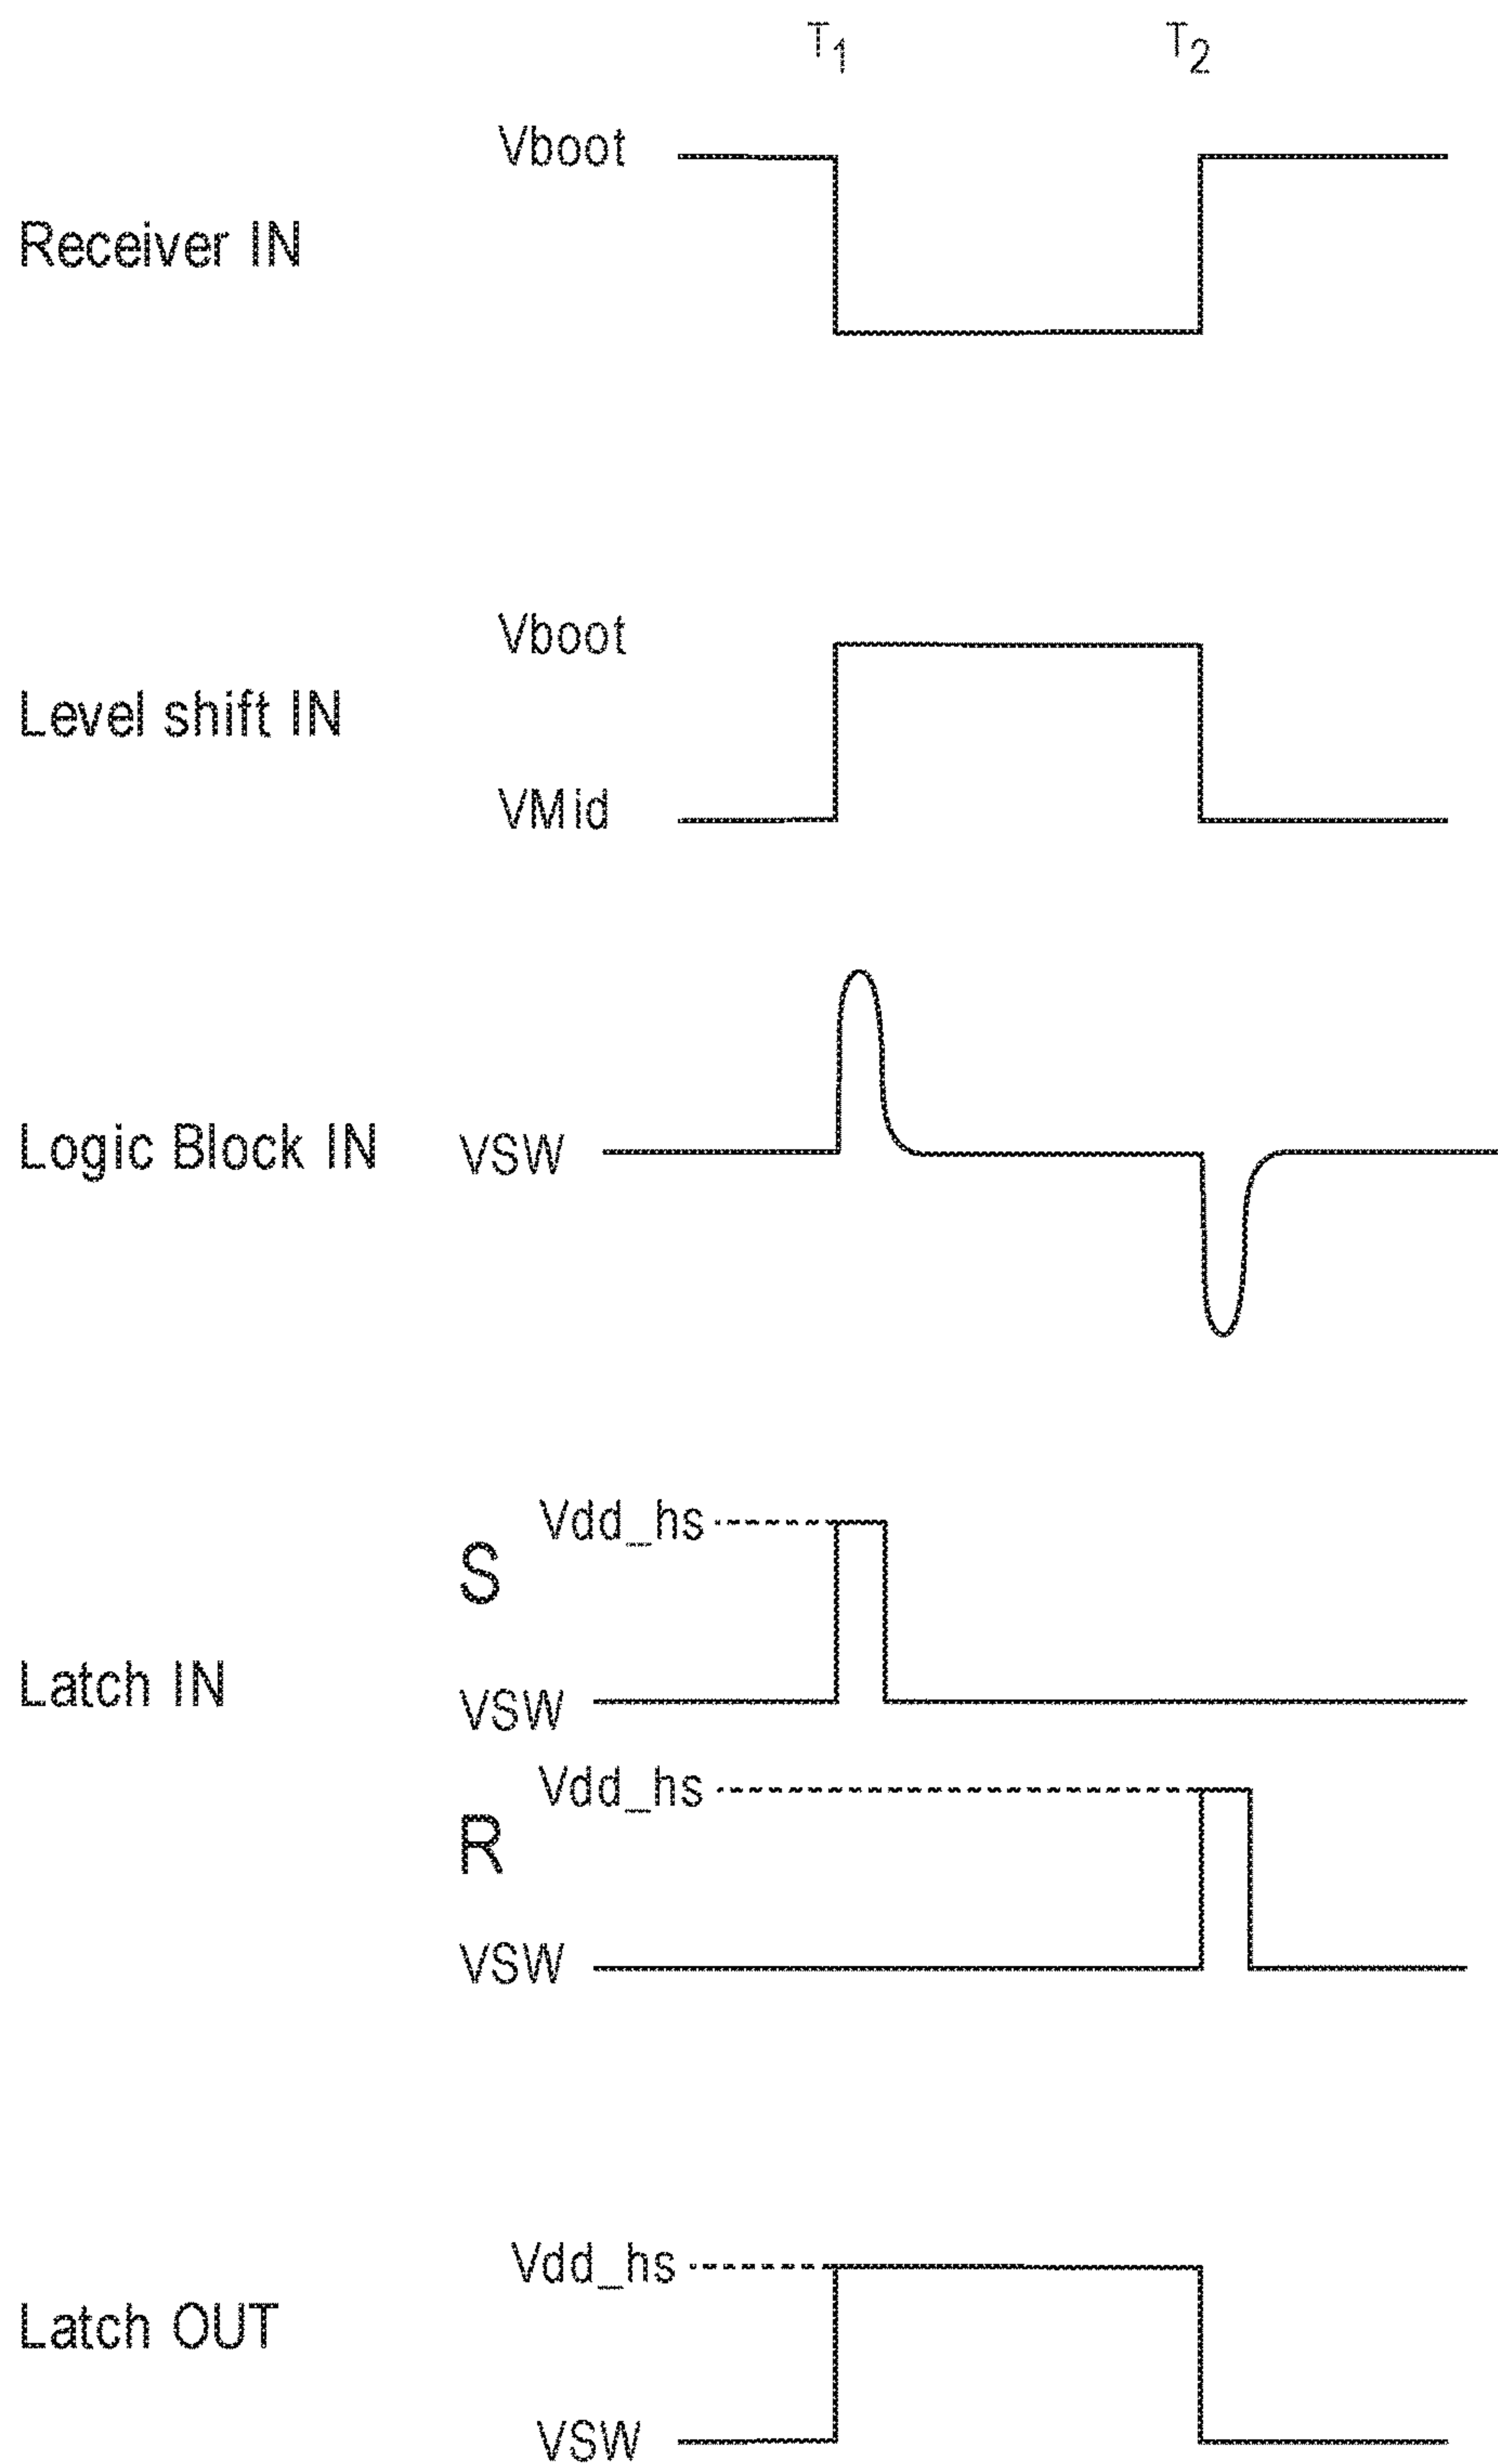 T1 T2
Vboot
Receiver IN
Vboot
Level shift IN
VMid
Logic Block IN VSW
Vdd_hs
S
Latch IN
VSW
Vdd_hs
R
VSW
Vdd_hs
Latch OUT
VSW